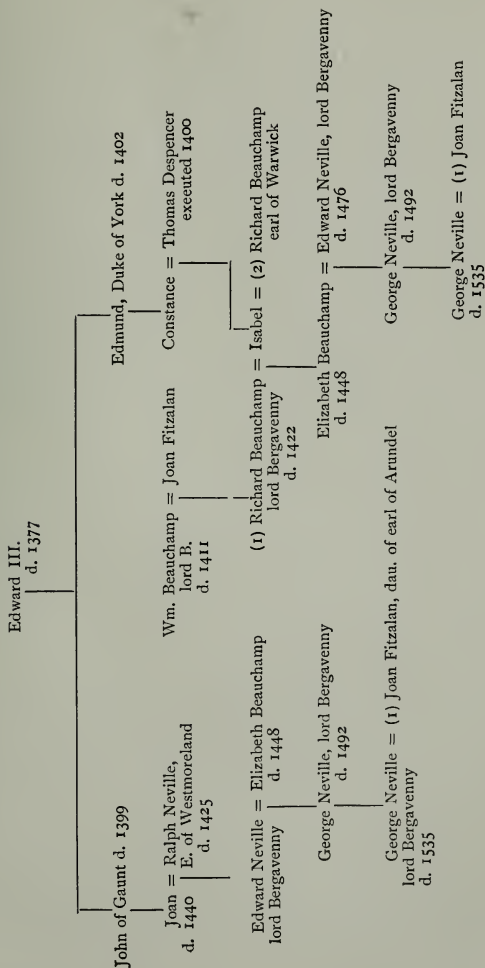 Edward III.
d. 1377
John of Gaunt d. 1399
Edmund, Duke of York d. 1402
Joan = Ralph Neville,
d. 1440 E. of Westmoreland
d. 1425
Wm. Beauchamp = Joan Fitzalan
lord B.
d. 1411
Constance = Thomas Despencer
exeeuted 1400
Edward Neville = Elizabeth Beauchamp
lord Bergavenny d. 1448
(1) Richard Beauchamp = Isabel = (2) Richard Beauchamp
lord Bergavenny earl of Warwick
d. 1422
George Neville, lord Bergavenny
d. 1492
Elizabeth Beauchamp = Edward Neville, lord Bergavenny
d. 1448 d. 1476
George Neville = (1) Joan Fitzalan, dau. of earl of Arundel
lord Bergavenny
d. 1535
George Neville, lord Bergavenny
d. 1492
George Neville = (1) Joan Fitzalan
d. 1535